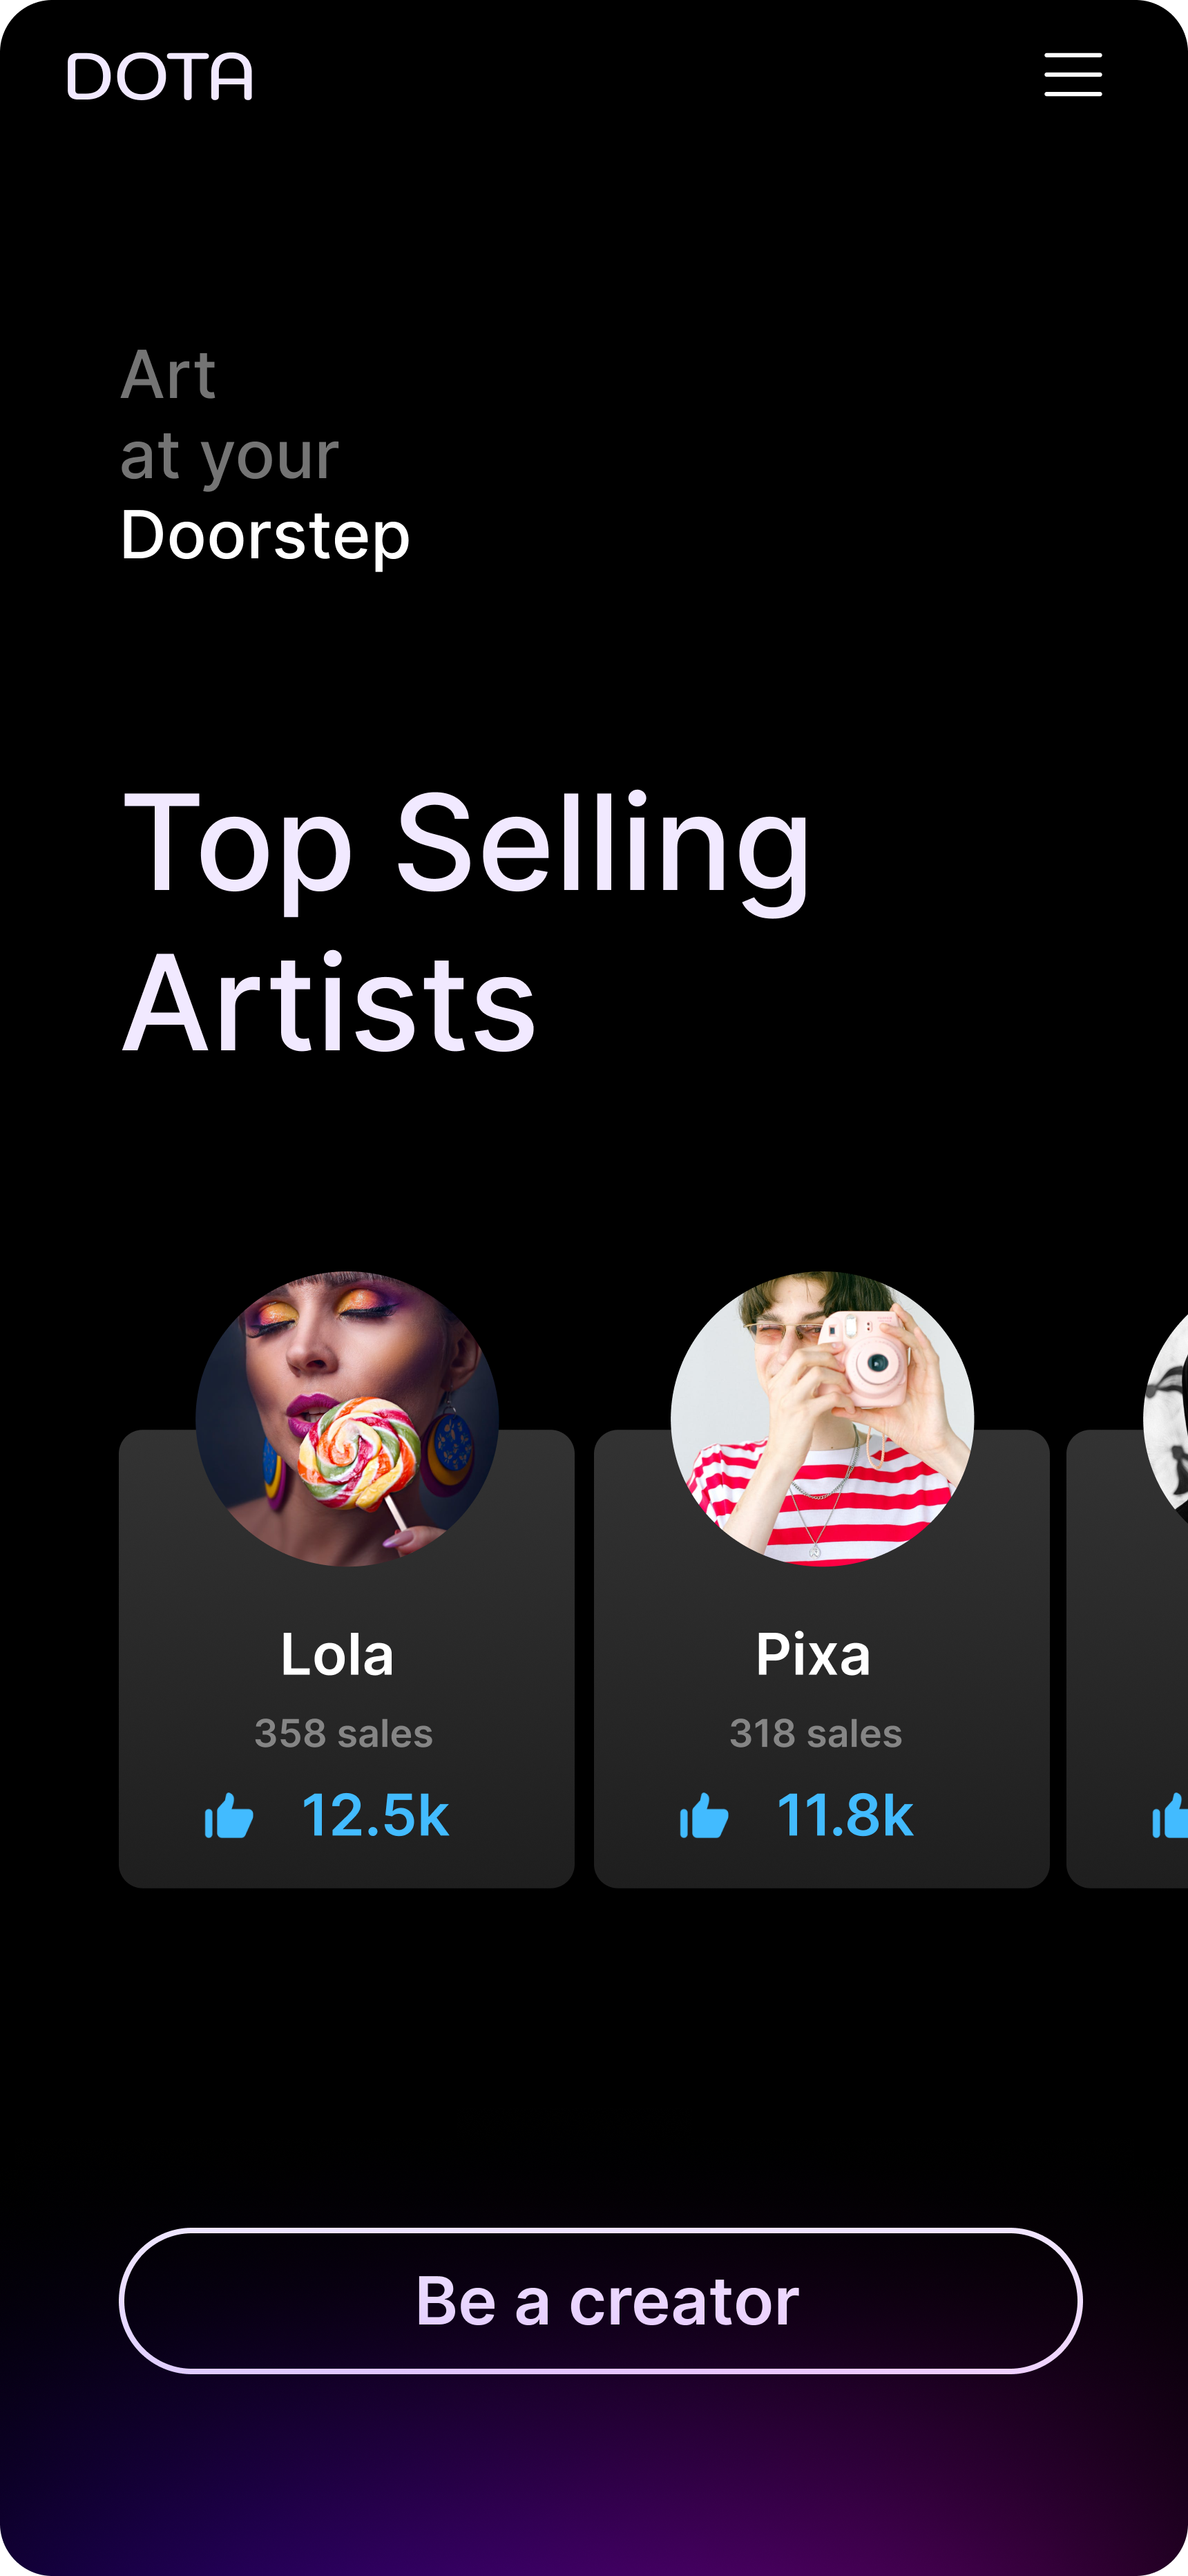 DOTA
Art
at your
Doorstep
Top Selling
Artists
Lola
358 sales
12.5k
Pixa
318 sales
11.8k
Be a creator